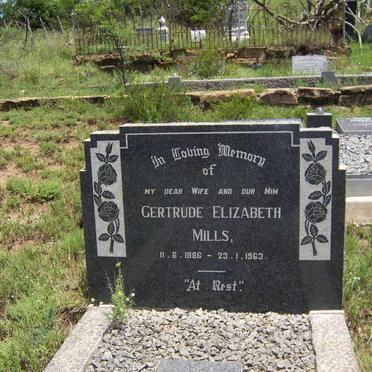 In Loving Memory
of
MY DEAR WIFE AND OUR MIM
GERTRUDE ELIZABETH
MILLS,
11.6.1886 - 23.1.1963.
"At Rest".